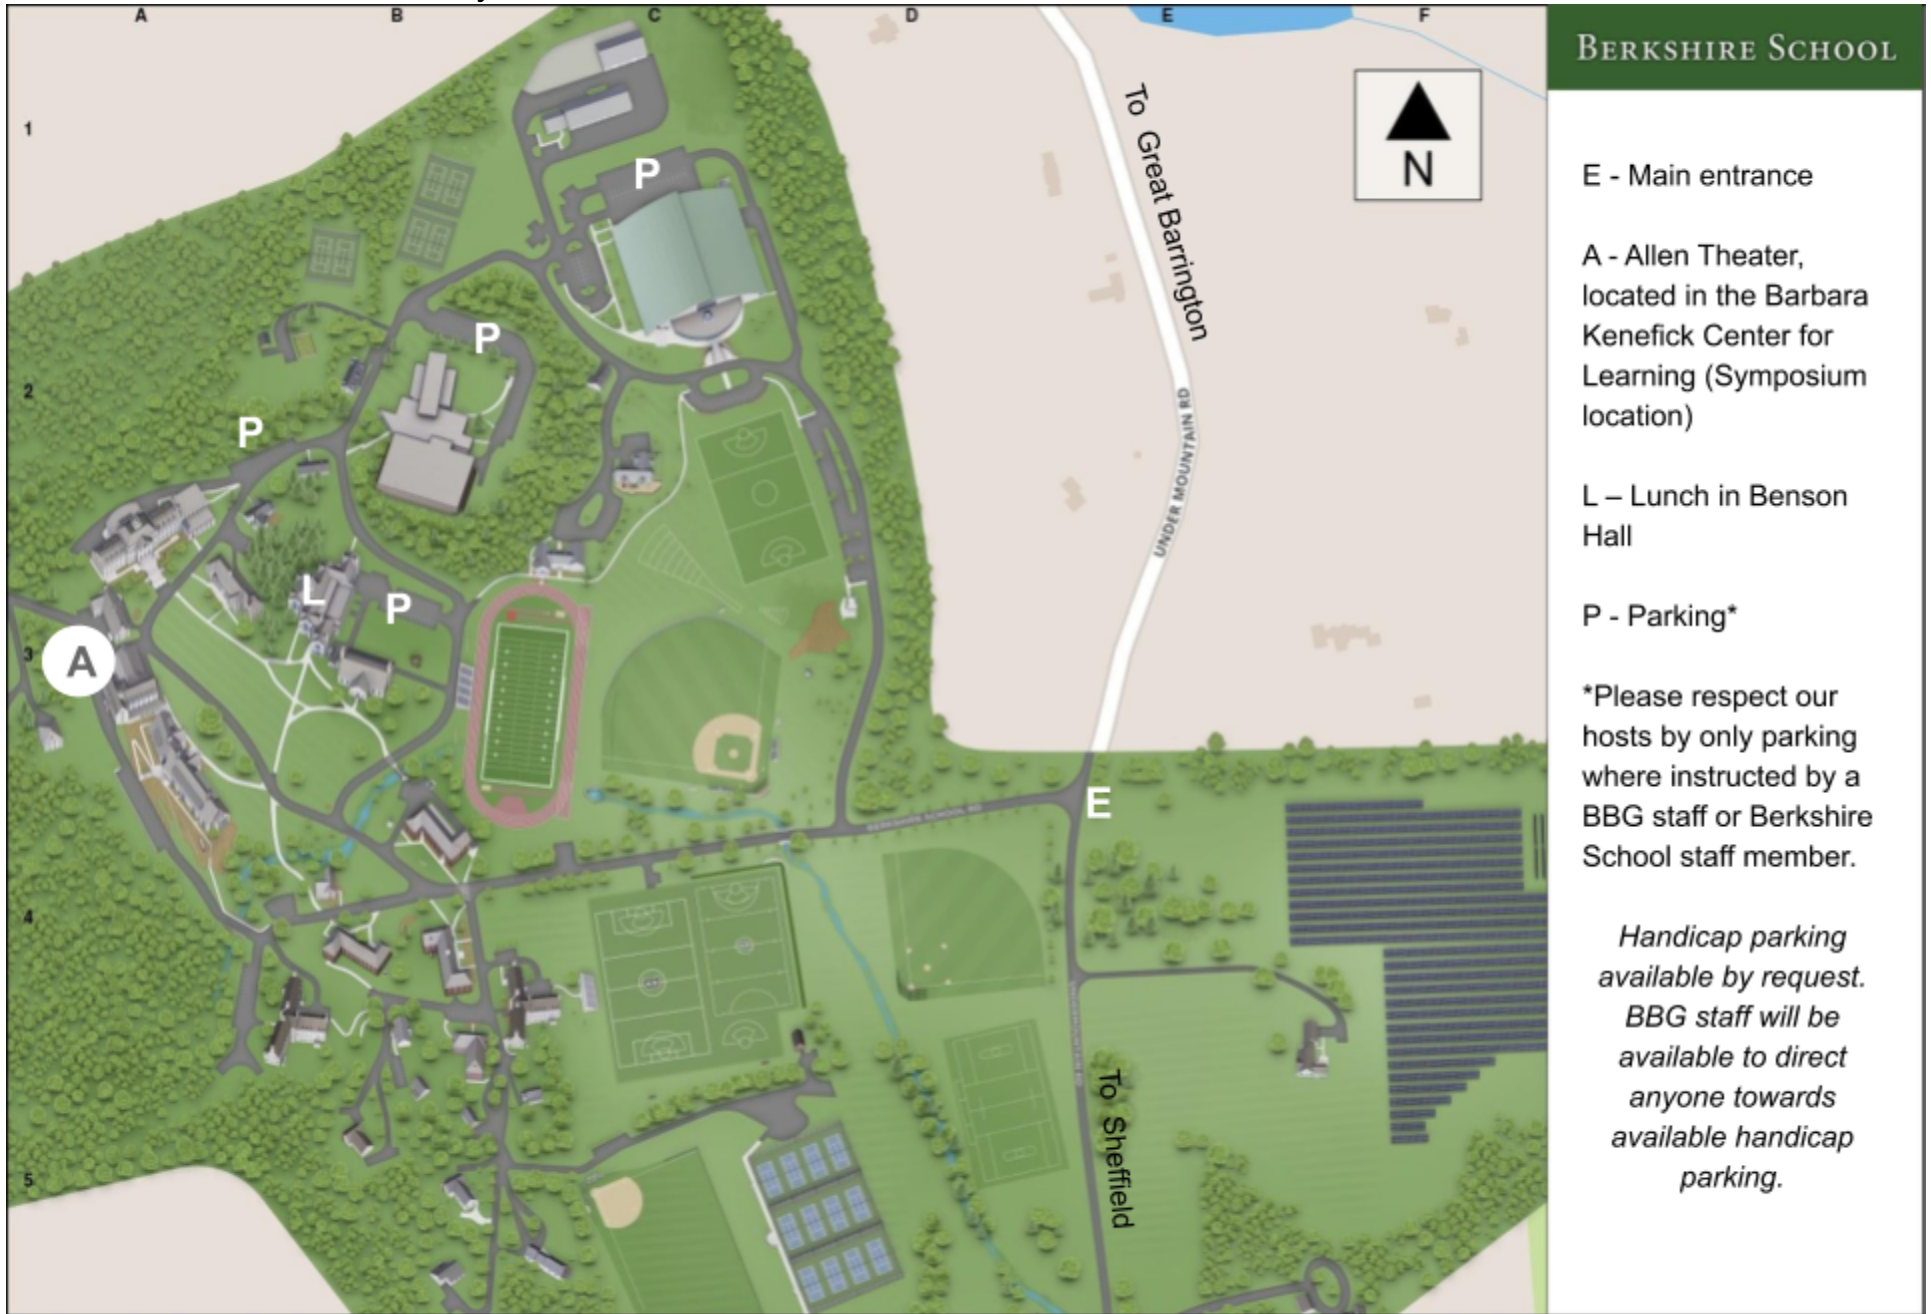 A B C D E F
BERKSHIRE SCHOOL
1
2
3
4
5
P
P
P
L
P
A
E
To Great Barrington
UNDER MOUNTAIN RD
BERKSHIRE SCHOOL RD
To Sheffield
N
E - Main entrance
A - Allen Theater,
located in the Barbara
Kenefick Center for
Learning (Symposium
location)
L – Lunch in Benson
Hall
P - Parking*
*Please respect our
hosts by only parking
where instructed by a
BBG staff or Berkshire
School staff member.
Handicap parking
available by request.
BBG staff will be
available to direct
anyone towards
available handicap
parking.